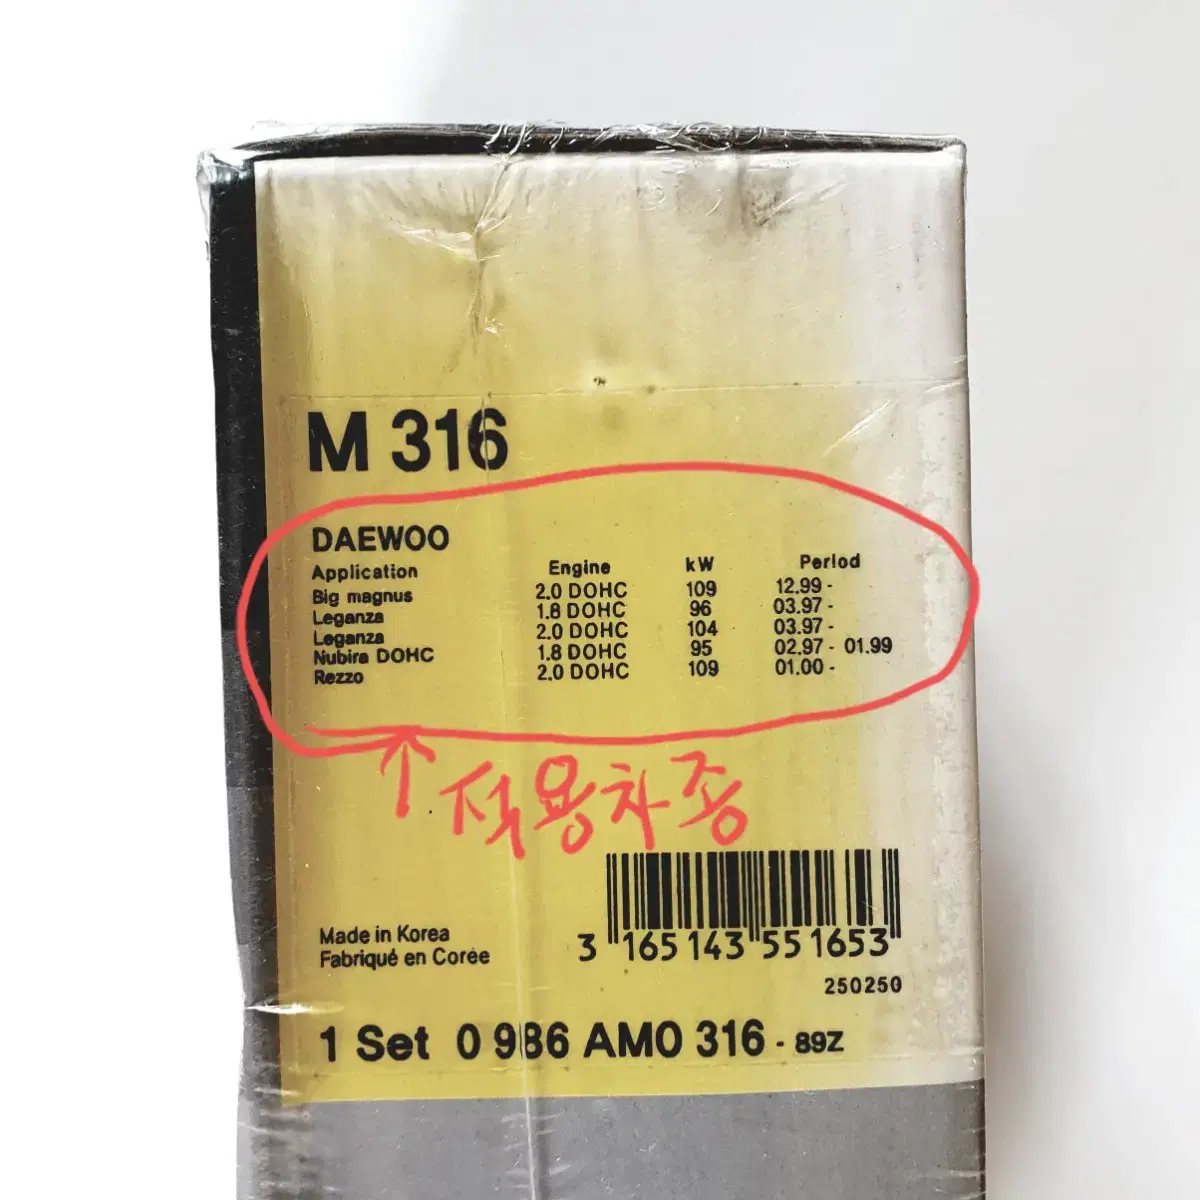 M 316
DAEWOO
Application Engine kW Period
Big magnus 2.0 DOHC 109 12.99 -
Leganza 1.8 DOHC 96 03.97 -
Leganza 2.0 DOHC 104 03.97 -
Nubira DOHC 1.8 DOHC 95 02.97 - 01.99
Rezzo 2.0 DOHC 109 01.00 -
적용차종
Made in Korea
Fabriqué en Corée
3 165143 551653
250250
1 Set 0 986 AM0 316 - 89Z